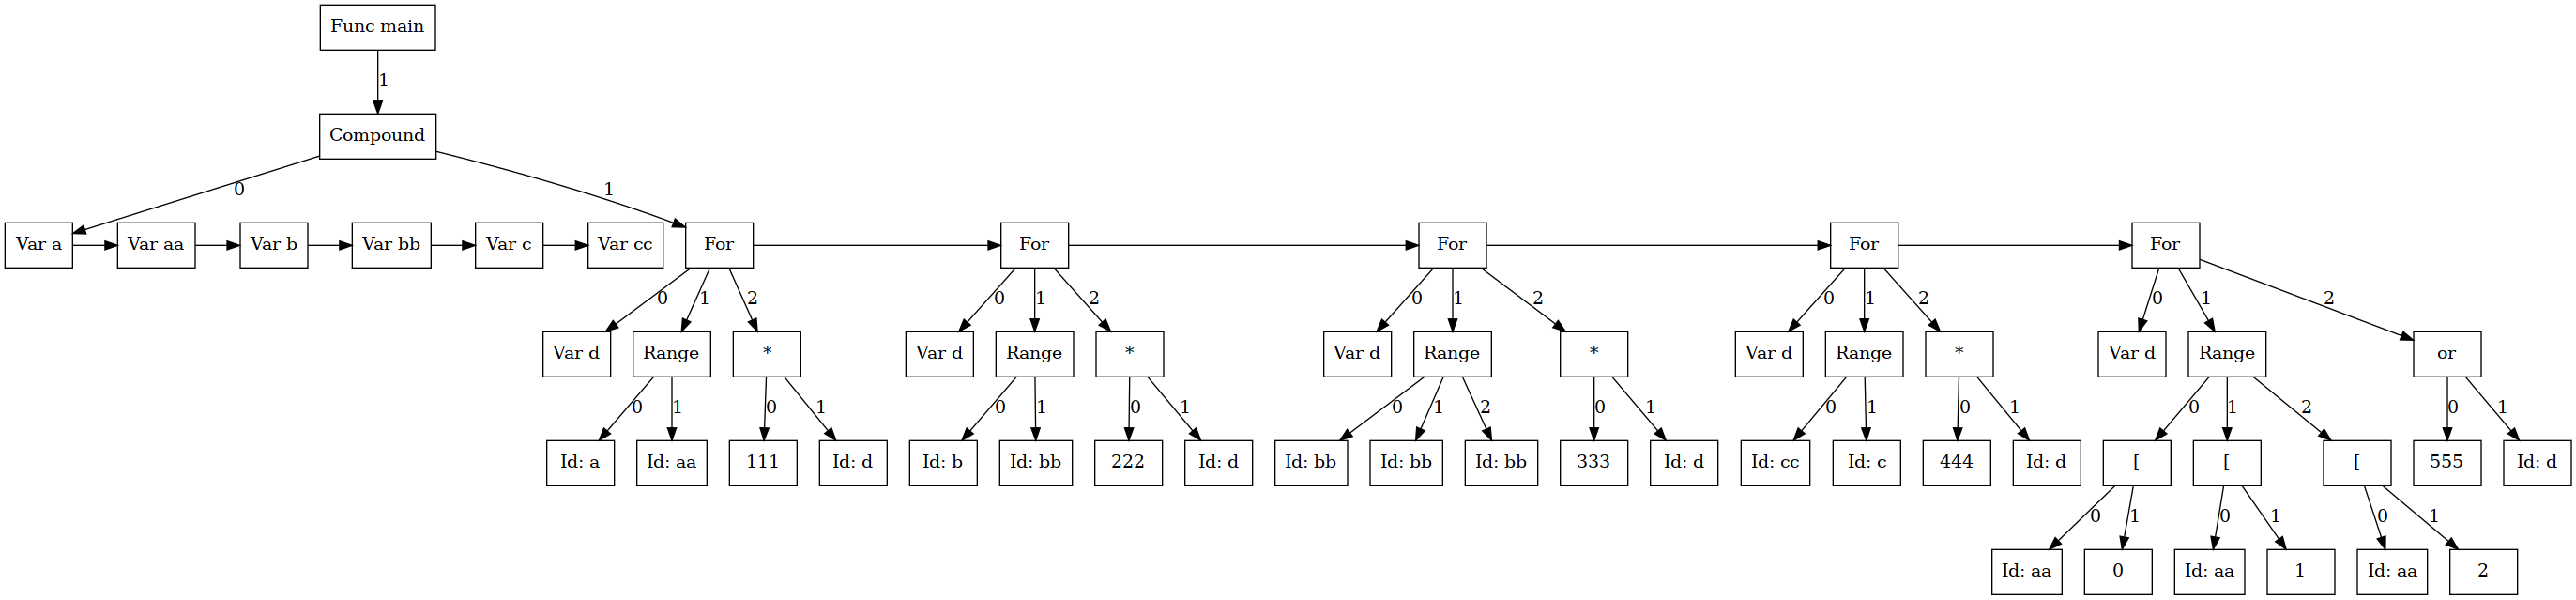 Func main
1
Compound
0 1
Var a Var aa Var b Var bb Var c Var cc For For For For For
0 1 2 0 1 2 0 1 2 0 1 2 0 1 2
Var d Range * Var d Range * Var d Range * Var d Range * Var d Range or
0 1 0 1 0 1 0 1 0 1 2 0 1 0 1 0 1 0 1 2 0 1
Id: a Id: aa 111 Id: d Id: b Id: bb 222 Id: d Id: bb Id: bb Id: bb 333 Id: d Id: cc Id: c 444 Id: d [ [ [ 555 Id: d
0 1 0 1 0 1
Id: aa 0 Id: aa 1 Id: aa 2